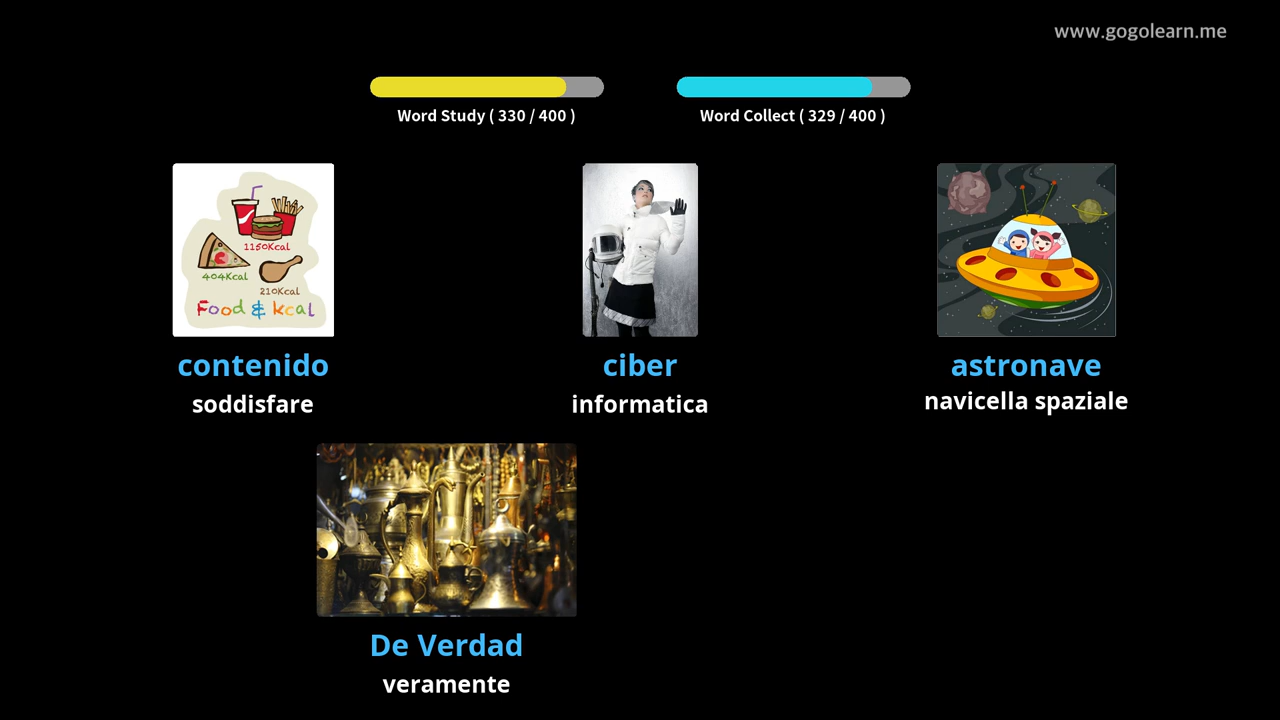 www.gogolearn.me
Word Study ( 330 / 400 )
Word Collect ( 329 / 400 )
1150Kcal
404Kcal
210Kcal
Food & kcal
contenido
ciber
astronave
soddisfare
informatica
navicella spaziale
De Verdad
veramente